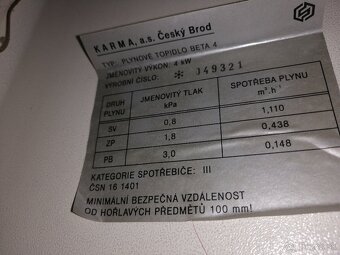 KARMA, a.s. Český Brod
TYP: PLYNOVÉ TOPIDLO BETA 4
JMENOVITÝ VÝKON: 4 kW
VÝROBNÍ ČÍSLO: * J49321
DRUH PLYNU JMENOVITÝ TLAK kPa SPOTŘEBA PLYNU m³.h⁻¹
SV 0,8 1,110
ZP 1,8 0,438
PB 3,0 0,148
KATEGORIE SPOTŘEBIČE: III
ČSN 16 1401
MINIMÁLNÍ BEZPEČNÁ VZDÁLENOST
OD HOŘLAVÝCH PŘEDMĚTŮ 100 mm!